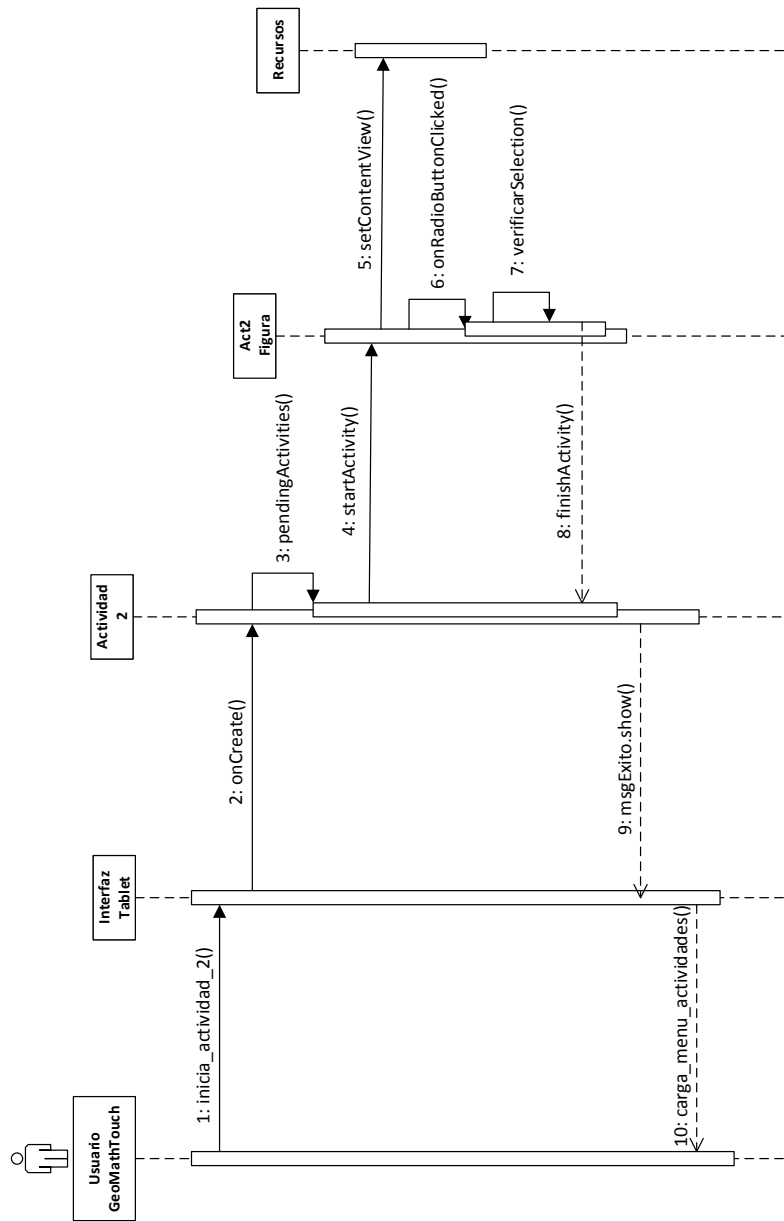 Usuario
GeoMathTouch
Interfaz
Tablet
Actividad
2
Act2
Figura
Recursos
1: inicia_actividad_2()
2: onCreate()
3: pendingActivities()
4: startActivity()
5: setContentView()
6: onRadioButtonClicked()
7: verificarSelection()
8: finishActivity()
9: msgExito.show()
10: carga_menu_actividades()